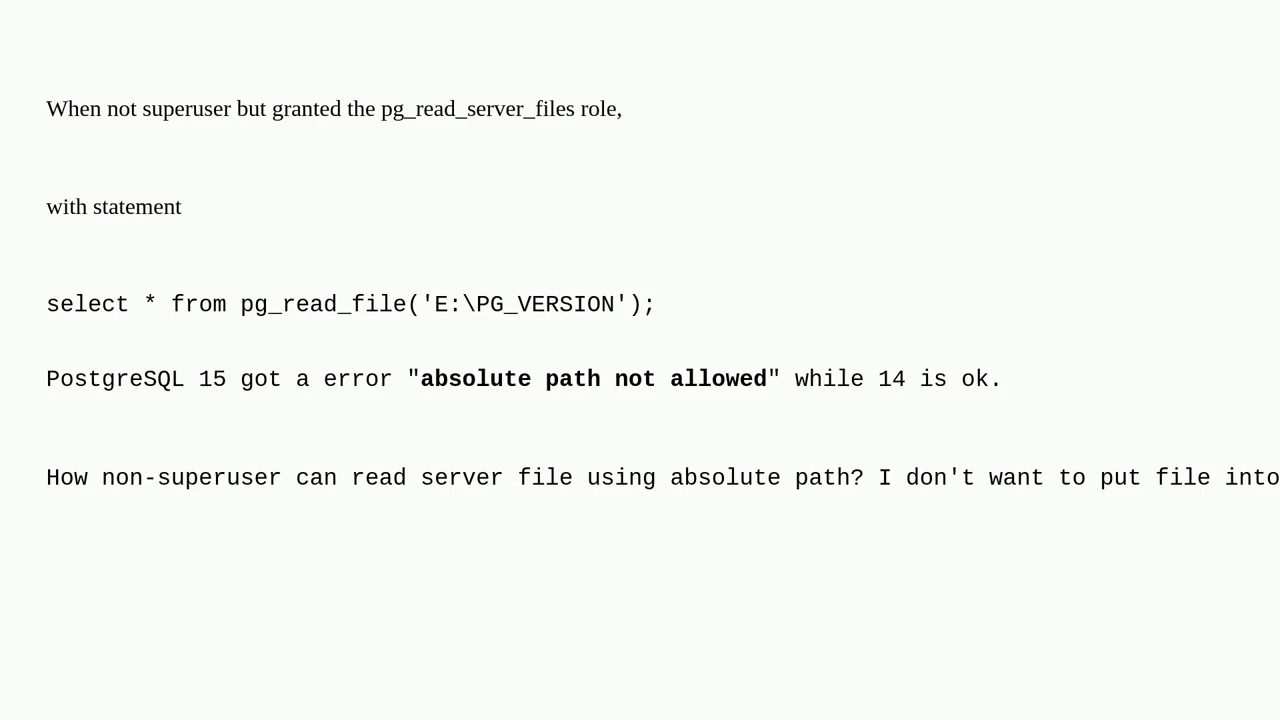 When not superuser but granted the pg_read_server_files role,
with statement
select * from pg_read_file('E:\PG_VERSION');
PostgreSQL 15 got a error "absolute path not allowed" while 14 is ok.
How non-superuser can read server file using absolute path? I don't want to put file into